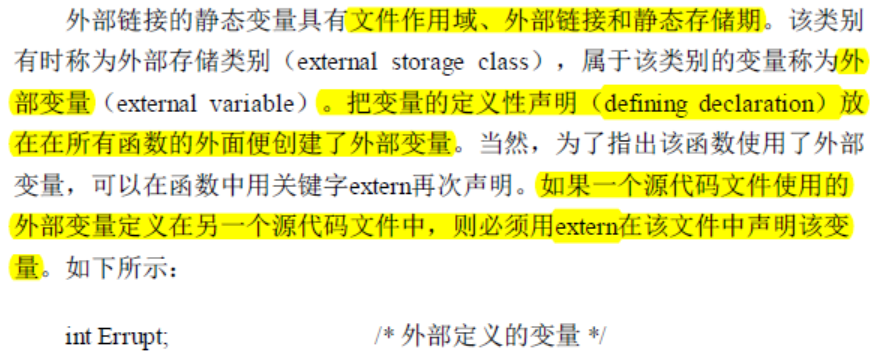 外部链接的静态变量具有文件作用域、外部链接和静态存储期。该类别
有时称为外部存储类别（external storage class），属于该类别的变量称为外
部变量（external variable）。把变量的定义性声明（defining declaration）放
在在所有函数的外面便创建了外部变量。当然，为了指出该函数使用了外部
变量，可以在函数中用关键字extern再次声明。如果一个源代码文件使用的
外部变量定义在另一个源代码文件中，则必须用extern在该文件中声明该变
量。如下所示：
int Errupt; /* 外部定义的变量 */